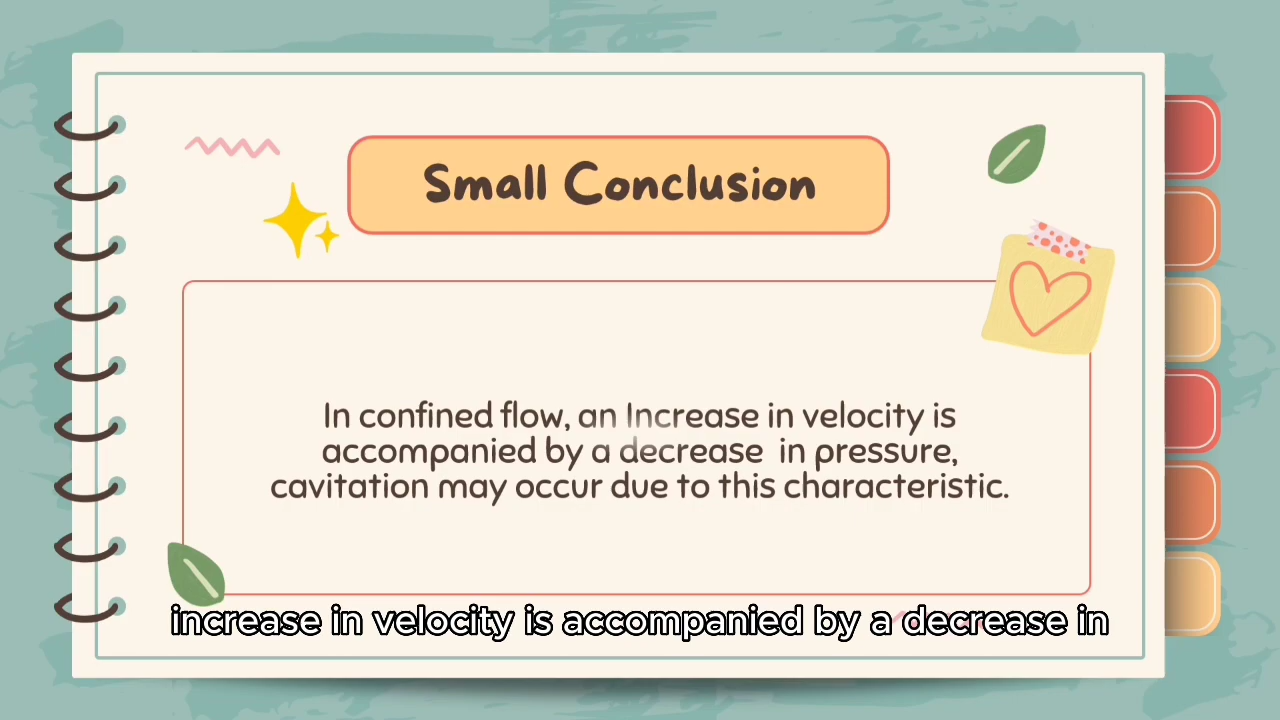 Small Conclusion
In confined flow, an Increase in velocity is
accompanied by a decrease in pressure,
cavitation may occur due to this characteristic.
increase in velocity is accompanied by a decrease in